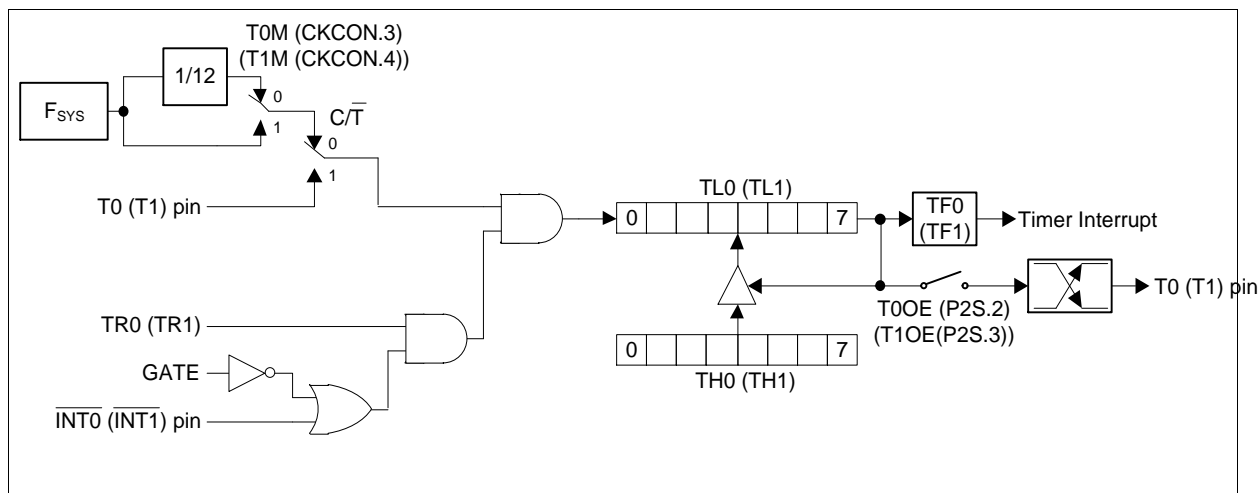 T0M (CKCON.3)
(T1M (CKCON.4))
1/12
FSYS
0
1
C/T̅
0
1
T0 (T1) pin
TL0 (TL1)
0
7
TF0
(TF1)
Timer Interrupt
T0OE (P2S.2)
(T1OE(P2S.3))
T0 (T1) pin
TR0 (TR1)
0
7
TH0 (TH1)
GATE
I̅N̅T̅0̅ (I̅N̅T̅1̅) pin